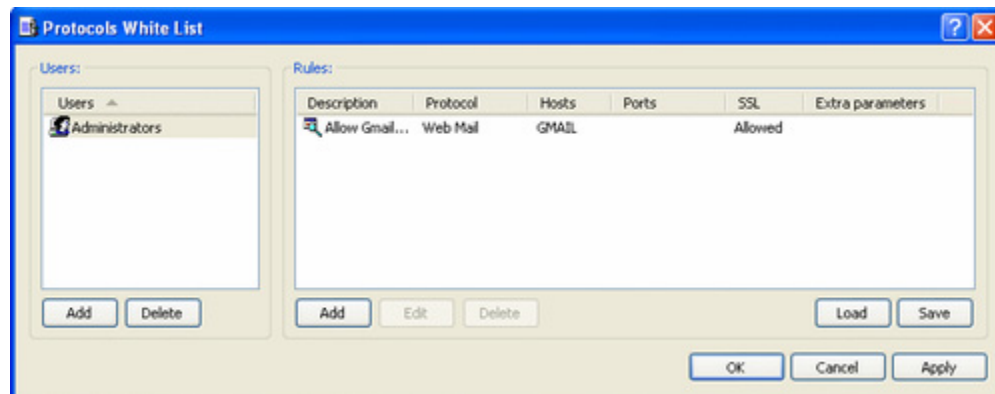 Protocols White List
Users:
Users
Administrators
Add Delete
Rules:
Description Protocol Hosts Ports SSL Extra parameters
Allow Gmail... Web Mail GMAIL Allowed
Add Edit Delete Load Save
OK Cancel Apply